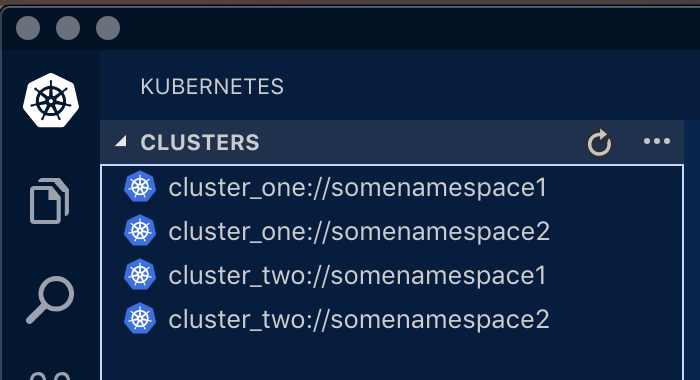 KUBERNETES
CLUSTERS
cluster_one://somenamespace1
cluster_one://somenamespace2
cluster_two://somenamespace1
cluster_two://somenamespace2